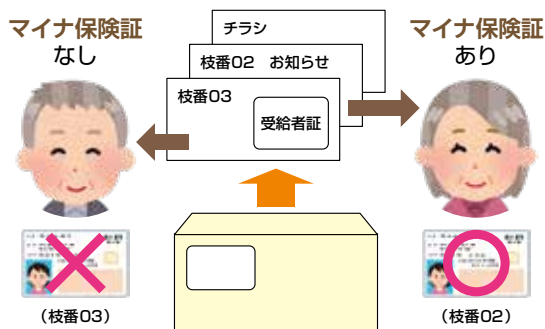 マイナ保険証
なし
チラシ
枝番02 お知らせ
枝番03
受給者証
マイナ保険証
あり
（枝番03）
（枝番02）